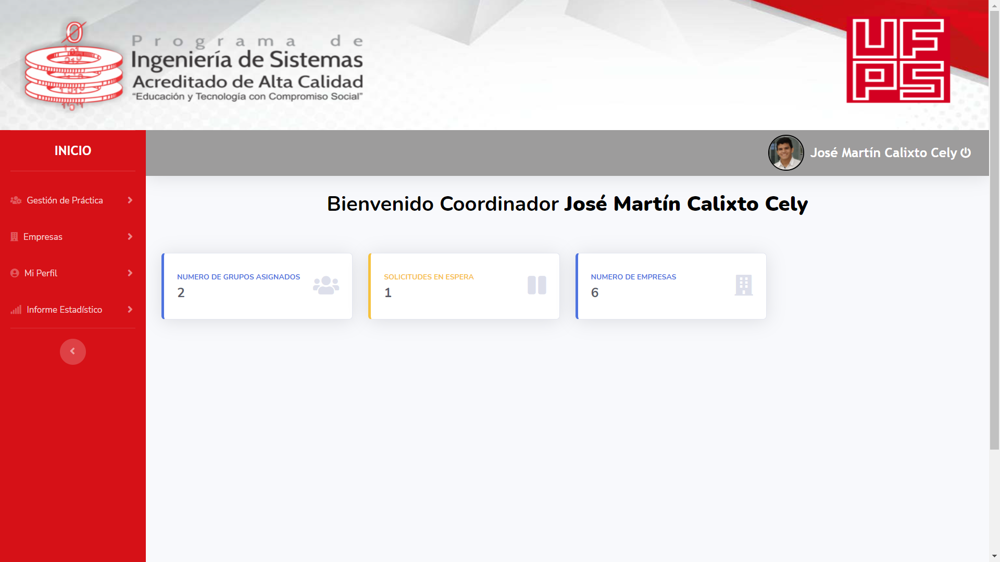 Programa de
Ingeniería de Sistemas
Acreditado de Alta Calidad
“Educación y Tecnología con Compromiso Social”
UFPS
INICIO
José Martín Calixto Cely
Gestión de Práctica
Empresas
Mi Perfil
Informe Estadístico
Bienvenido Coordinador José Martín Calixto Cely
NUMERO DE GRUPOS ASIGNADOS
2
SOLICITUDES EN ESPERA
1
NUMERO DE EMPRESAS
6